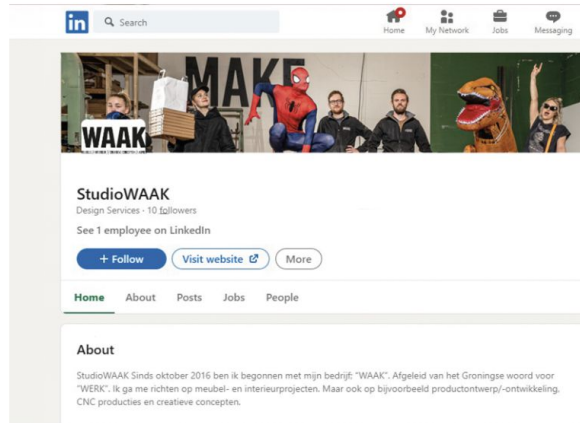 in
Search
Home
My Network
Jobs
Messaging
MAKE
WAAK
StudioWAAK
Design Services · 10 followers
See 1 employee on LinkedIn
+ Follow
Visit website
More
Home
About
Posts
Jobs
People
About
StudioWAAK Sinds oktober 2016 ben ik begonnen met mijn bedrijf: "WAAK". Afgeleid van het Groningse woord voor
"WERK". Ik ga me richten op meubel- en interieurprojecten. Maar ook op bijvoorbeeld productontwerp/-ontwikkeling,
CNC producties en creatieve concepten.